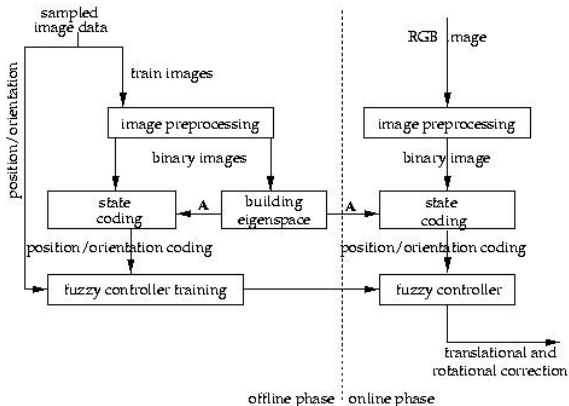 sampled
image data
RGB image
train images
position/orientation
image preprocessing
image preprocessing
binary images
binary image
state
coding
A
building
eigenspace
A
state
coding
position/orientation coding
position/orientation coding
fuzzy controller training
fuzzy controller
translational and
rotational correction
offline phase
online phase